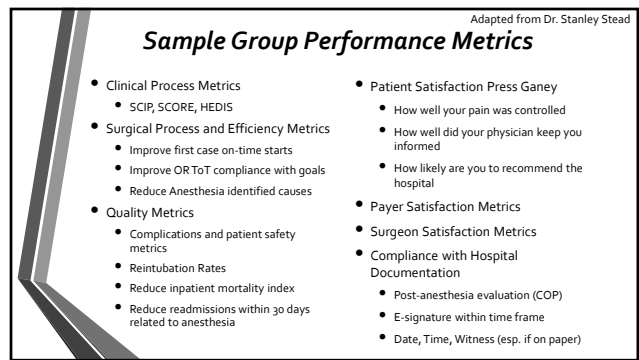 Adapted from Dr. Stanley Stead
Sample Group Performance Metrics
• Clinical Process Metrics
• SCIP, SCORE, HEDIS
• Surgical Process and Efficiency Metrics
• Improve first case on-time starts
• Improve OR ToT compliance with goals
• Reduce Anesthesia identified causes
• Quality Metrics
• Complications and patient safety
metrics
• Reintubation Rates
• Reduce inpatient mortality index
• Reduce readmissions within 30 days
related to anesthesia
• Patient Satisfaction Press Ganey
• How well your pain was controlled
• How well did your physician keep you
informed
• How likely are you to recommend the
hospital
• Payer Satisfaction Metrics
• Surgeon Satisfaction Metrics
• Compliance with Hospital
Documentation
• Post-anesthesia evaluation (COP)
• E-signature within time frame
• Date, Time, Witness (esp. if on paper)